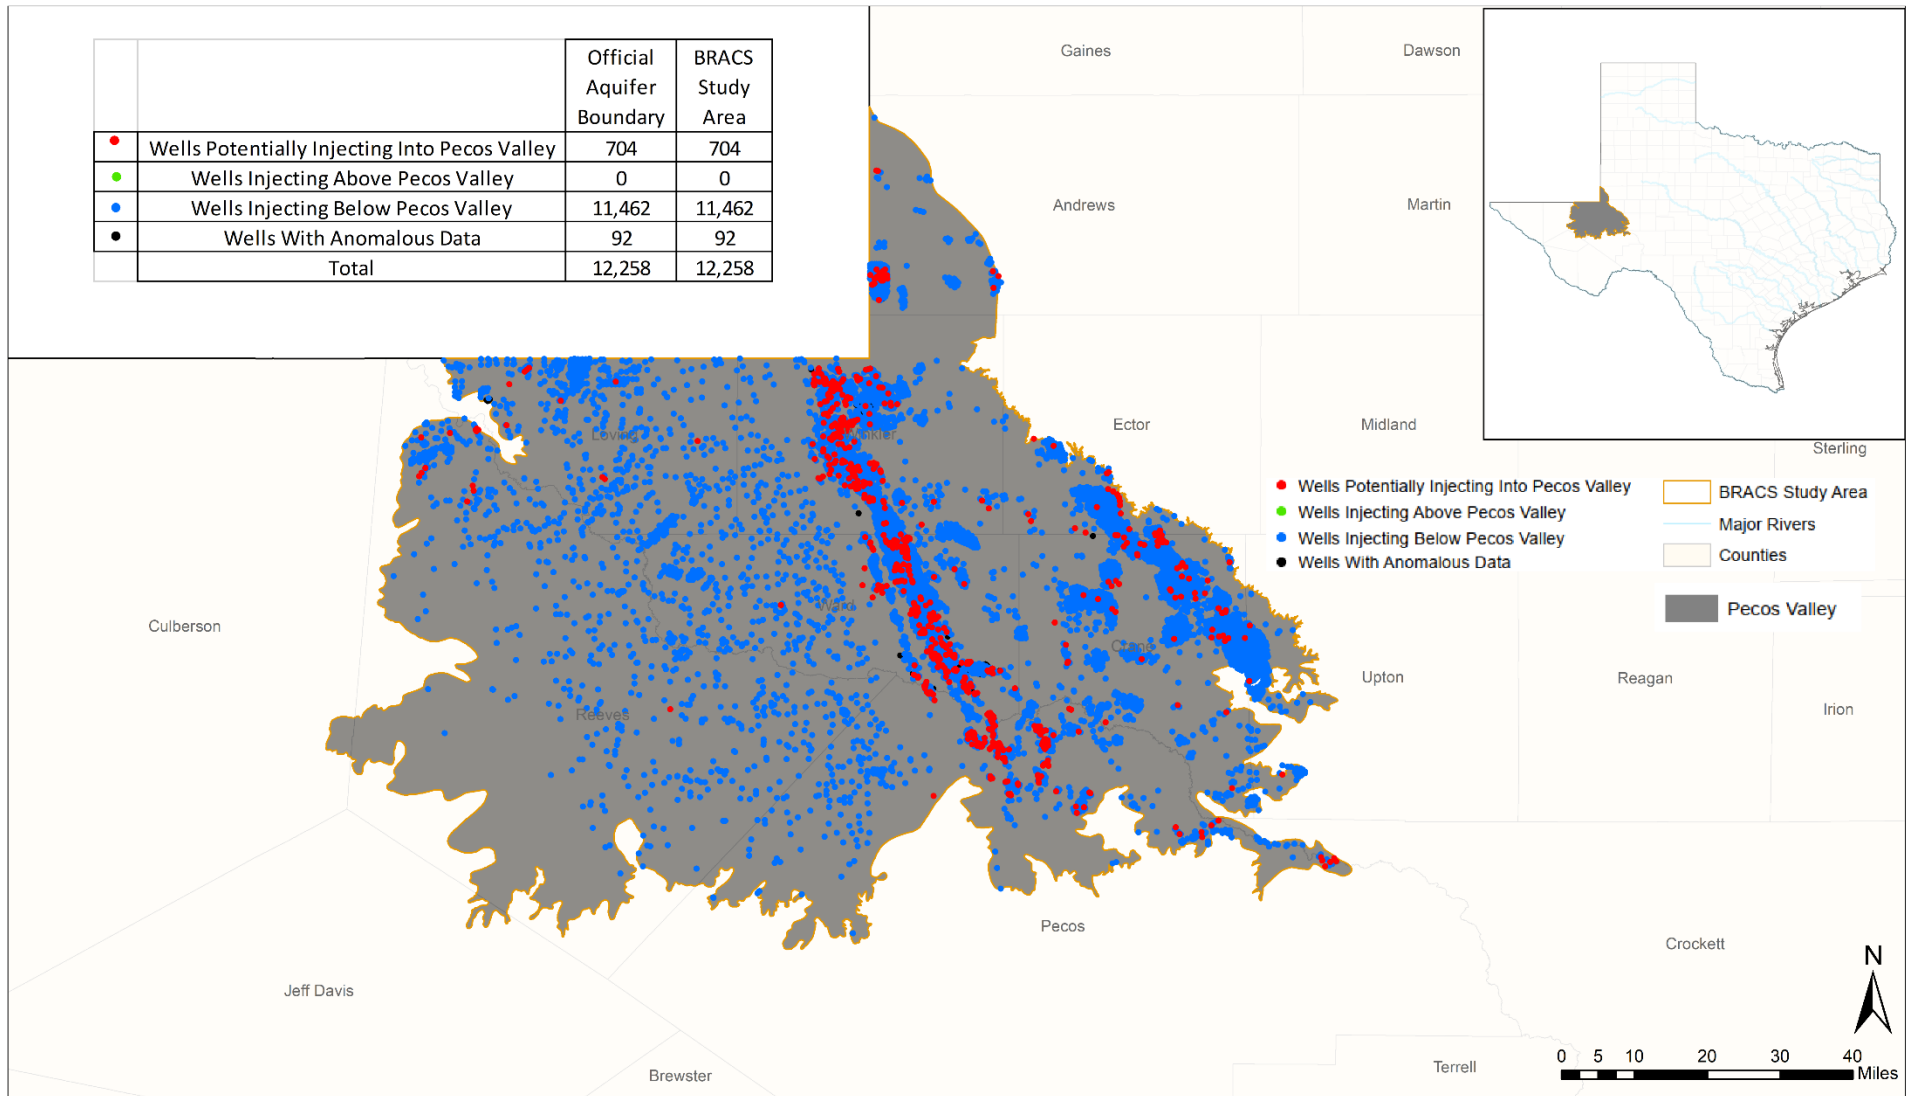 Official Aquifer Boundary BRACS Study Area
Wells Potentially Injecting Into Pecos Valley 704 704
Wells Injecting Above Pecos Valley 0 0
Wells Injecting Below Pecos Valley 11,462 11,462
Wells With Anomalous Data 92 92
Total 12,258 12,258
Gaines
Dawson
Andrews
Martin
Ector
Midland
Sterling
Loving
Winkler
Wells Potentially Injecting Into Pecos Valley
Wells Injecting Above Pecos Valley
Wells Injecting Below Pecos Valley
Wells With Anomalous Data
BRACS Study Area
Major Rivers
Counties
Pecos Valley
Culberson
Ward
Crane
Upton
Reagan
Irion
Reeves
Pecos
Crockett
Jeff Davis
Brewster
Terrell
N
0 5 10 20 30 40
Miles